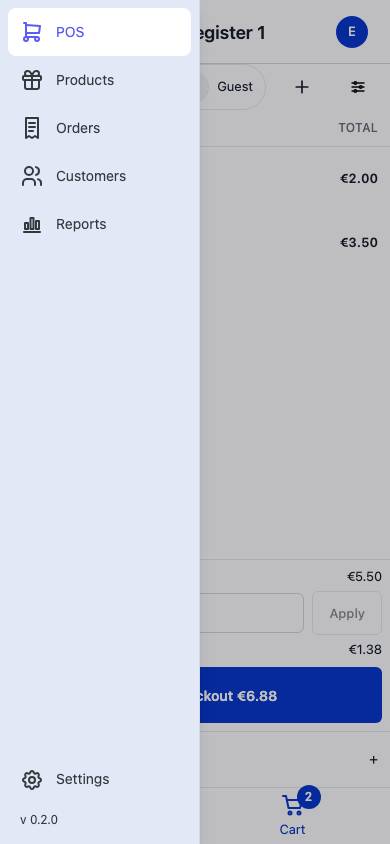 POS
egister 1
E
Products
Guest
Orders
TOTAL
Customers
€2.00
Reports
€3.50
€5.50
Apply
€1.38
ckout €6.88
+
Settings
2
v 0.2.0
Cart